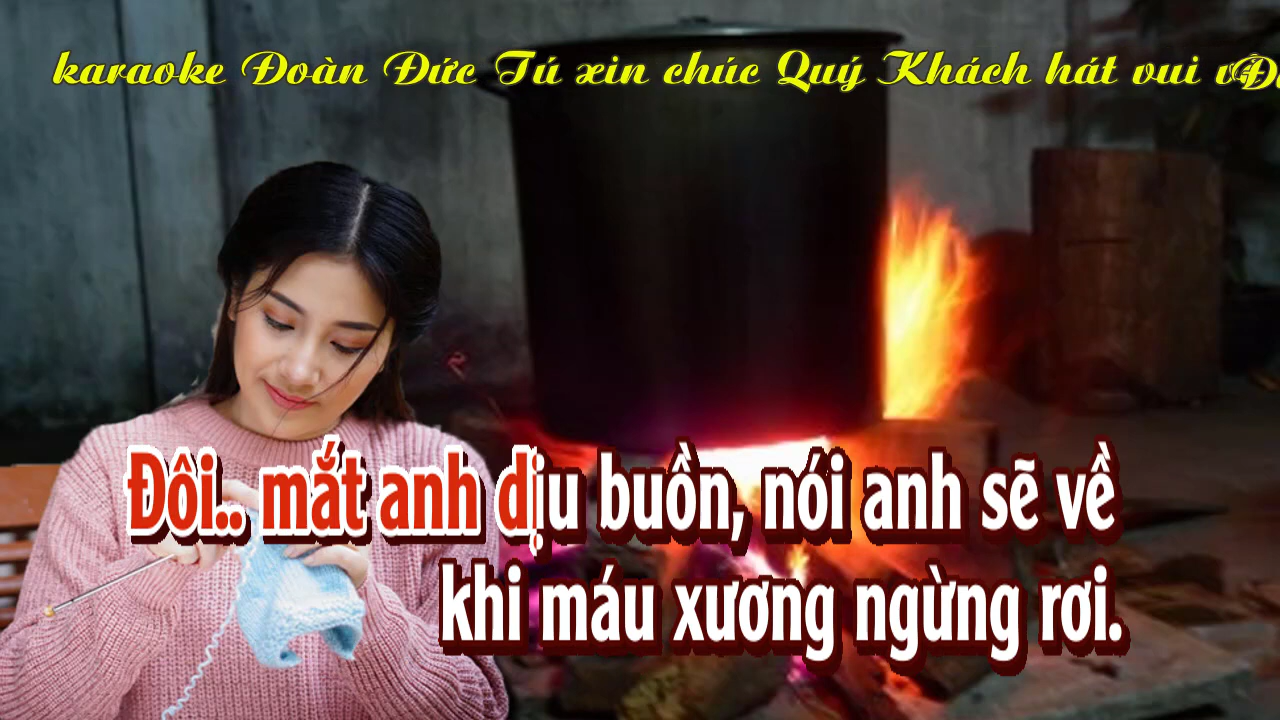 karaoke Đoàn Đức Tú xin chúc Quý Khách hát vui
Đôi.. mắt anh dịu buồn, nói anh sẽ về
khi máu xương ngừng rơi.